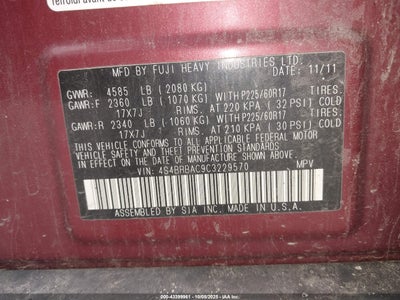 MFD BY FUJI HEAVY INDUSTRIES LTD.
DATE: 11/11
GVWR: 4585 LB (2080 KG)
GAWR:F 2360 LB (1070 KG) WITH P225/60R17 TIRES.
17X7J RIMS. AT 220 KPA ( 32 PSI) COLD
GAWR:R 2340 LB (1060 KG) WITH P225/60R17 TIRES.
17X7J RIMS. AT 210 KPA ( 30 PSI) COLD
THIS VEHICLE CONFORMS TO ALL APPLICABLE FEDERAL MOTOR
VEHICLE SAFETY AND THEFT PREVENTION STANDARDS
IN EFFECT ON THE DATE OF MANUFACTURE SHOWN ABOVE.
VIN: 4S4BRBAC9C3229570 MPV
ASSEMBLED BY SIA INC. MADE IN U.S.A.